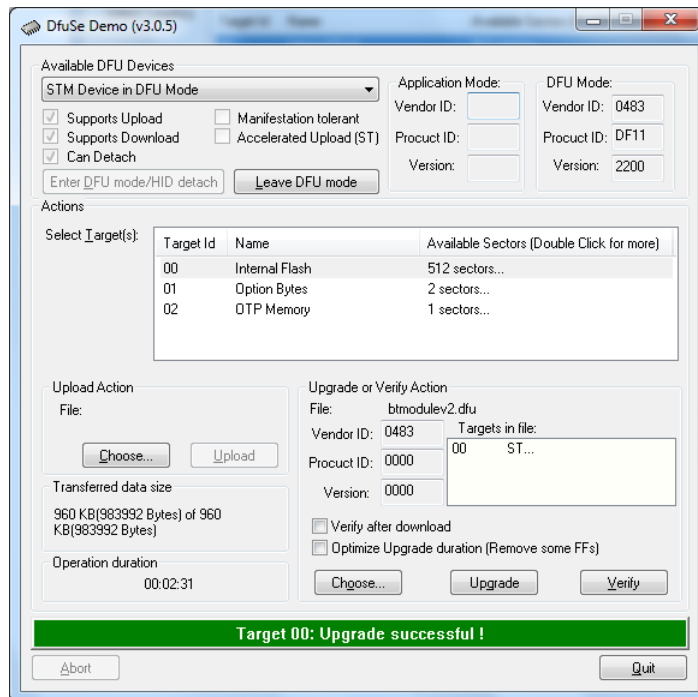 DfuSe Demo (v3.0.5)
Available DFU Devices
STM Device in DFU Mode
Supports Upload
Manifestation tolerant
Supports Download
Accelerated Upload (ST)
Can Detach
Enter DFU mode/HID detach
Leave DFU mode
Application Mode:
Vendor ID:
Procuct ID:
Version:
DFU Mode:
Vendor ID: 0483
Procuct ID: DF11
Version: 2200
Actions
Select Target(s):
Target Id Name Available Sectors (Double Click for more)
00 Internal Flash 512 sectors...
01 Option Bytes 2 sectors...
02 OTP Memory 1 sectors...
Upload Action
File:
Choose... Upload
Transferred data size
960 KB(983992 Bytes) of 960
KB(983992 Bytes)
Operation duration
00:02:31
Upgrade or Verify Action
File: btmodulev2.dfu
Vendor ID: 0483
Procuct ID: 0000
Version: 0000
Targets in file:
00 ST...
Verify after download
Optimize Upgrade duration (Remove some FFs)
Choose... Upgrade Verify
Target 00: Upgrade successful !
Abort Quit